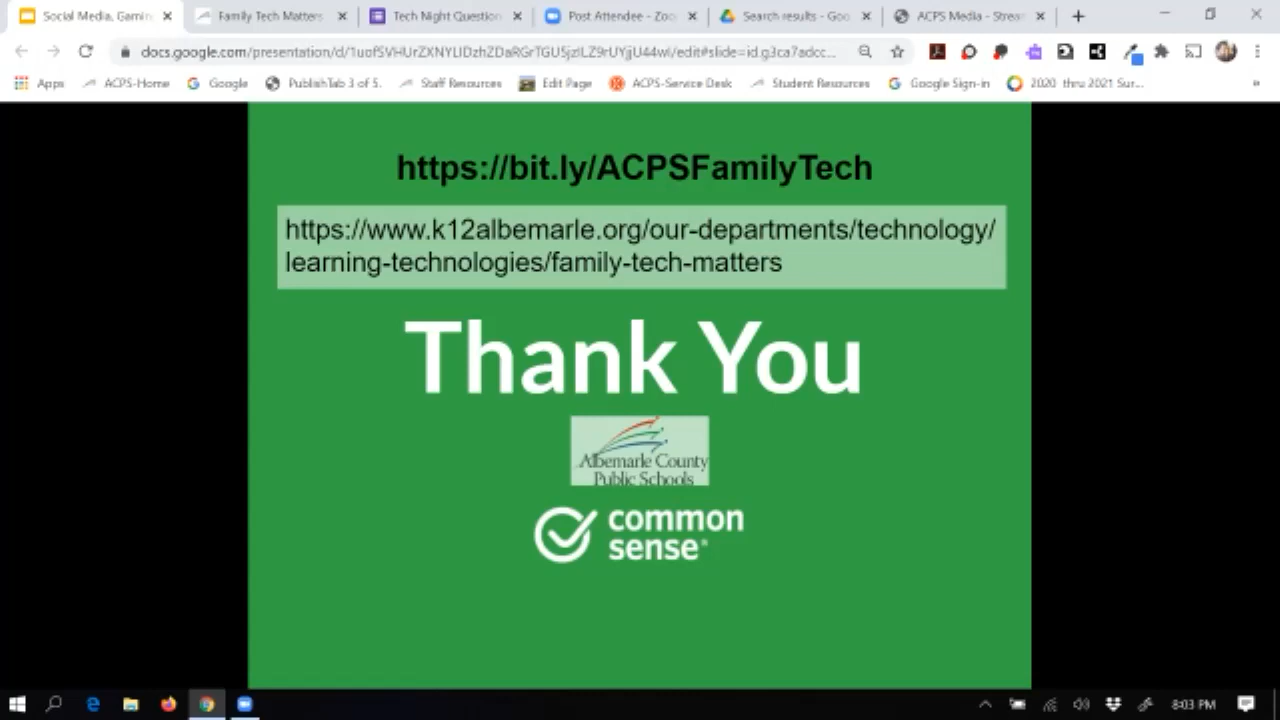 Social Media, Gamin
Family Tech Matters
Tech Night Question
Post Attendee - Zoo
Search results - Goo
ACPS Media - Stream
docs.google.com/presentation/d/
/edit#slide=id.g3ca7adcc...
Apps
ACPS-Home
Google
PublishTab 3 of 5.
Staff Resources
Edit Page
ACPS-Service Desk
Student Resources
Google Sign-in
2020 thru 2021 Sur...
»
https://bit.ly/ACPSFamilyTech
https://www.k12albemarle.org/our-departments/technology/
learning-technologies/family-tech-matters
Thank You
Albemarle County
Public Schools
common
sense®
8:03 PM